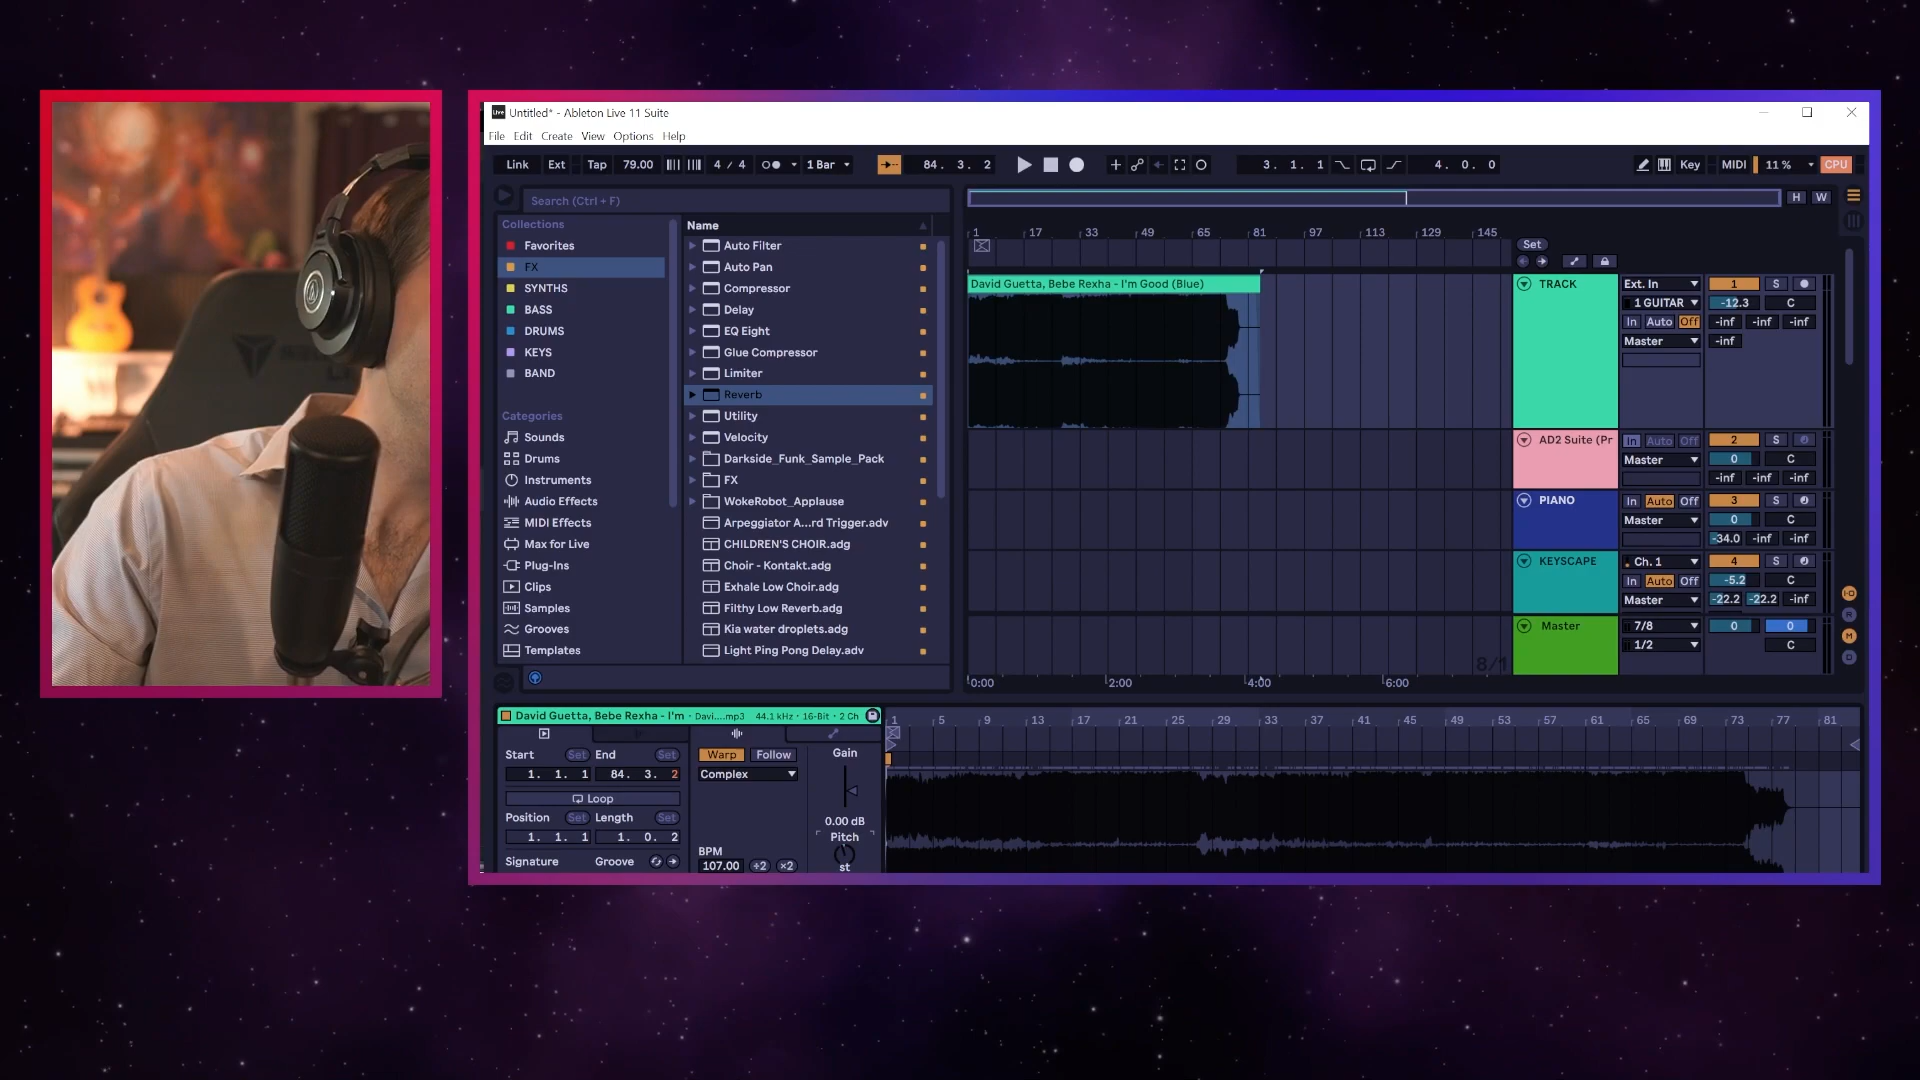 Live Untitled* - Ableton Live 11 Suite
File Edit Create View Options Help
Link Ext Tap 79.00 4 / 4 1 Bar 84. 3. 2 3. 1. 1 4. 0. 0 Key MIDI 11 % CPU
Search (Ctrl + F)
H W
Collections
Favorites
FX
SYNTHS
BASS
DRUMS
KEYS
BAND
Categories
Sounds
Drums
Instruments
Audio Effects
MIDI Effects
Max for Live
Plug-Ins
Clips
Samples
Grooves
Templates
Name
Auto Filter
Auto Pan
Compressor
Delay
EQ Eight
Glue Compressor
Limiter
Reverb
Utility
Velocity
Darkside_Funk_Sample_Pack
FX
WokeRobot_Applause
Arpeggiator A...rd Trigger.adv
CHILDREN'S CHOIR.adg
Choir - Kontakt.adg
Exhale Low Choir.adg
Filthy Low Reverb.adg
Kia water droplets.adg
Light Ping Pong Delay.adv
1 17 33 49 65 81 97 113 129 145
Set
David Guetta, Bebe Rexha - I'm Good (Blue)
TRACK Ext. In 1 S
1 GUITAR -12.3 C
In Auto Off -inf -inf -inf
Master -inf
AD2 Suite (Pr In Auto Off 2 S
Master 0 C
-inf -inf -inf
PIANO In Auto Off 3 S
Master 0 C
-34.0 -inf -inf
KEYSCAPE Ch. 1 4 S
In Auto Off -5.2 C
Master -22.2 -22.2 -inf
Master 7/8 0 0
1/2 C
8/1
0:00 2:00 4:00 6:00
I·O
R
M
D
David Guetta, Bebe Rexha - I'm · Davi....mp3 44.1 kHz · 16-Bit · 2 Ch
Start Set End Set
1. 1. 1 84. 3. 2
Loop
Position Set Length Set
1. 1. 1 1. 0. 2
Signature Groove
Warp Follow
Complex
BPM
107.00 ÷2 ×2
Gain
0.00 dB
Pitch
st
1 5 9 13 17 21 25 29 33 37 41 45 49 53 57 61 65 69 73 77 81